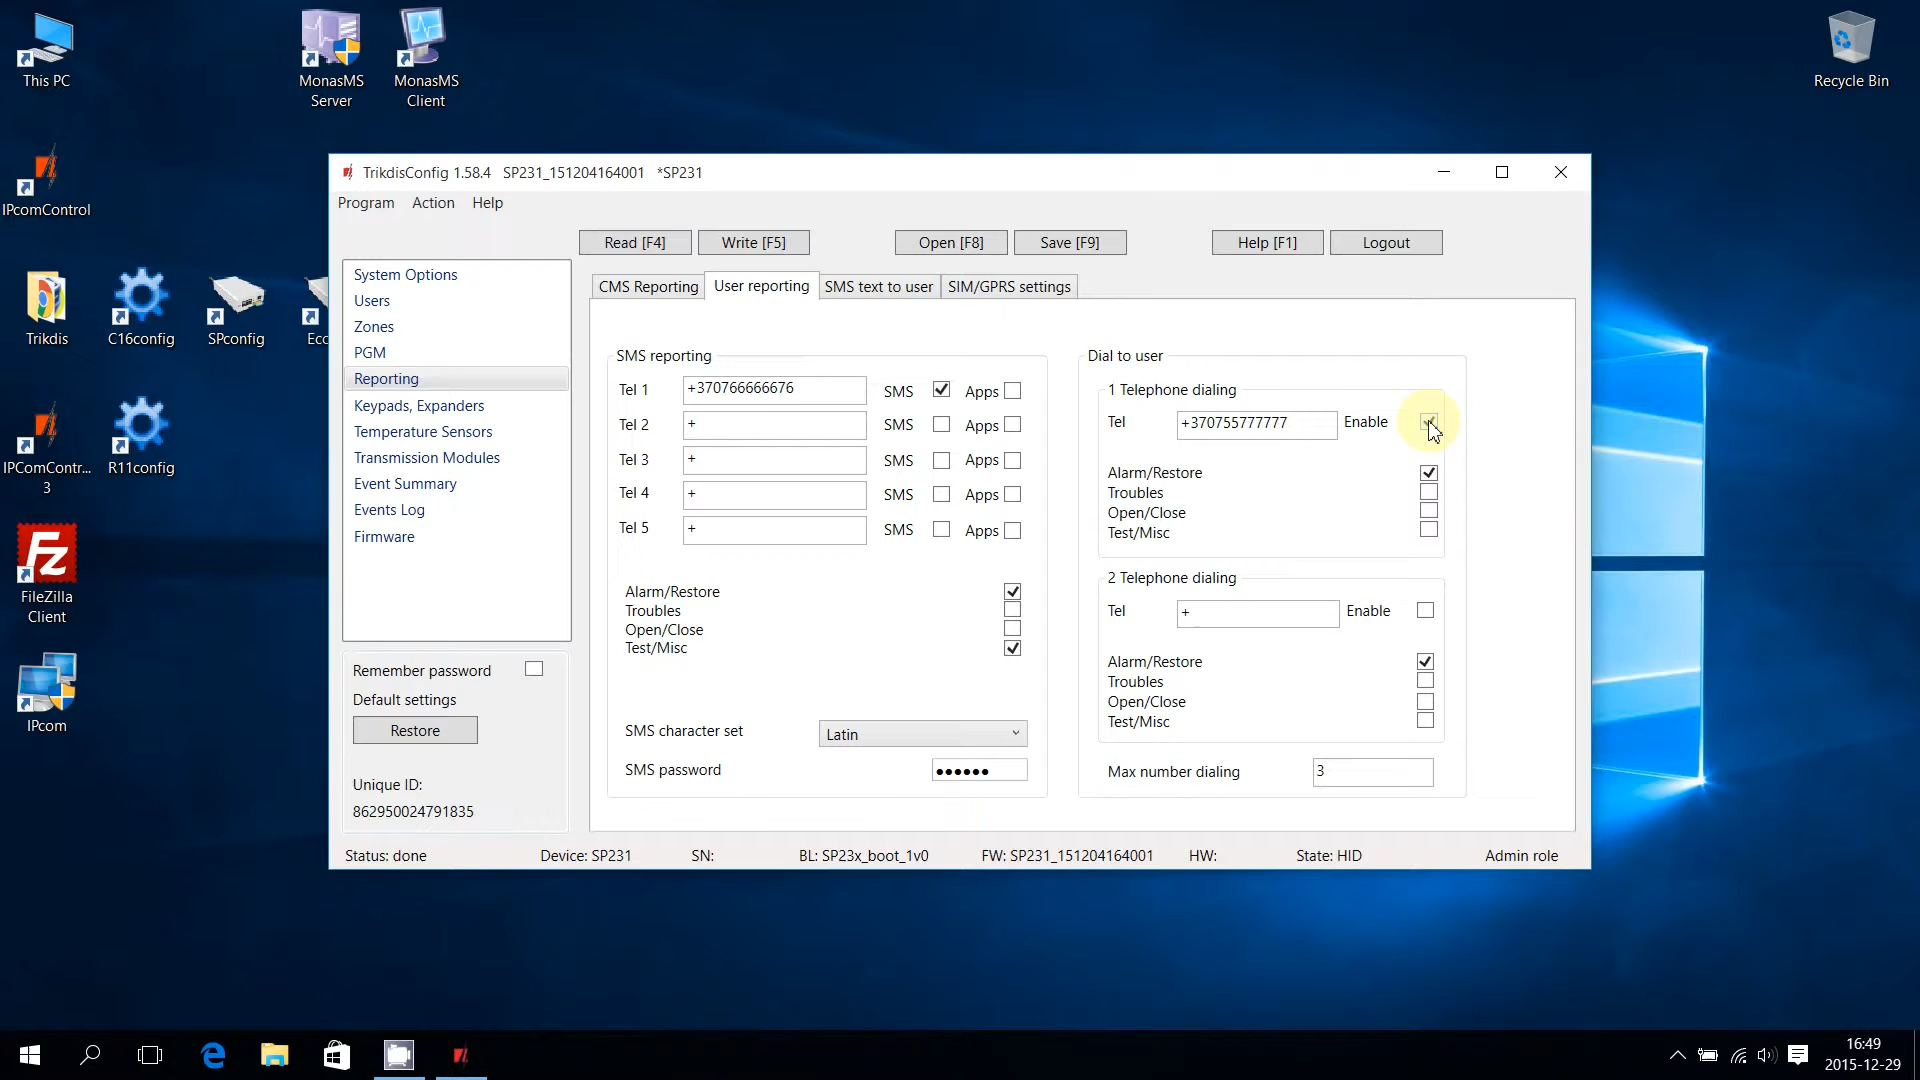 This PC
MonasMS
Server
MonasMS
Client
Recycle Bin
IPcomControl
Trikdis
C16config
SPconfig
Ecc
IPComContr...
3
R11config
FileZilla
Client
IPcom
TrikdisConfig 1.58.4 SP231_151204164001 *SP231
Program Action Help
Read [F4] Write [F5] Open [F8] Save [F9] Help [F1] Logout
System Options
Users
Zones
PGM
Reporting
Keypads, Expanders
Temperature Sensors
Transmission Modules
Event Summary
Events Log
Firmware
Remember password
Default settings
Restore
Unique ID:
862950024791835
CMS Reporting User reporting SMS text to user SIM/GPRS settings
SMS reporting
Tel 1 +370766666676 SMS Apps
Tel 2 + SMS Apps
Tel 3 + SMS Apps
Tel 4 + SMS Apps
Tel 5 + SMS Apps
Alarm/Restore
Troubles
Open/Close
Test/Misc
SMS character set Latin
SMS password ●●●●●●
Dial to user
1 Telephone dialing
Tel +370755777777 Enable
Alarm/Restore
Troubles
Open/Close
Test/Misc
2 Telephone dialing
Tel + Enable
Alarm/Restore
Troubles
Open/Close
Test/Misc
Max number dialing 3
Status: done Device: SP231 SN: BL: SP23x_boot_1v0 FW: SP231_151204164001 HW: State: HID Admin role
16:49
2015-12-29